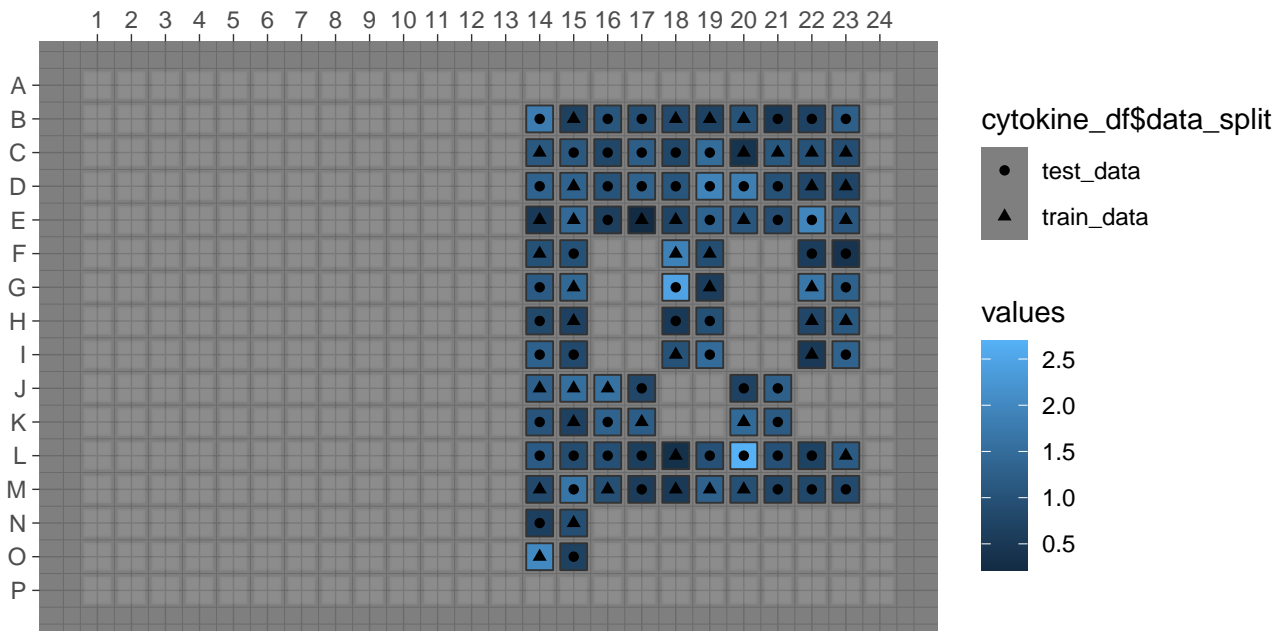 1 2 3 4 5 6 7 8 9 10 11 12 13 14 15 16 17 18 19 20 21 22 23 24
A
B
C
D
E
F
G
H
I
J
K
L
M
N
O
P
cytokine_df$data_split
test_data
train_data
values
2.5
2.0
1.5
1.0
0.5